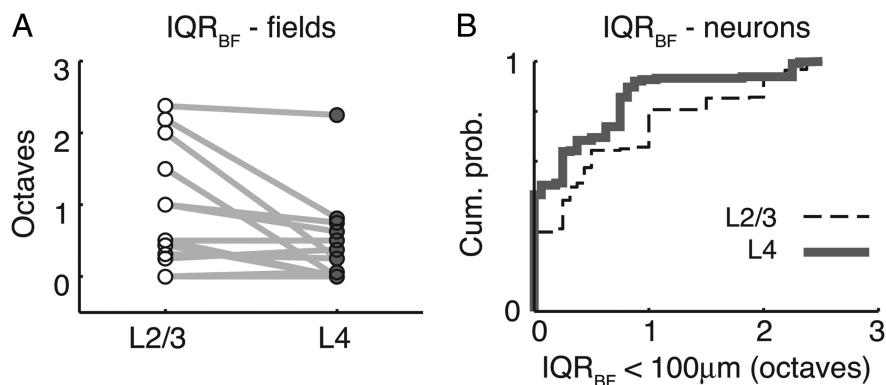 A
IQR_BF - fields
3
2
1
0
Octaves
L2/3
L4
B
IQR_BF - neurons
1
0
Cum. prob.
L2/3
L4
0
1
2
3
IQR_BF < 100μm (octaves)